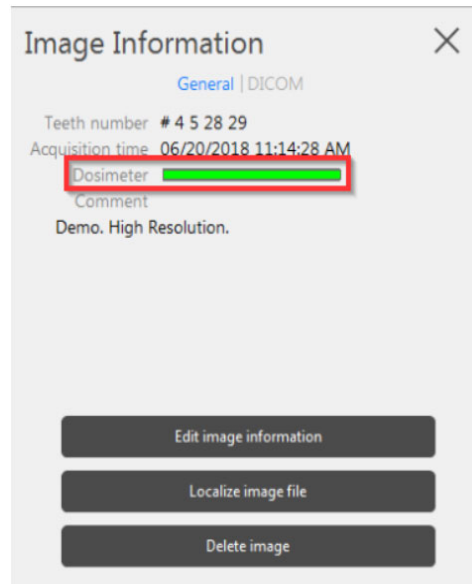 Image Information
General | DICOM
Teeth number # 4 5 28 29
Acquisition time 06/20/2018 11:14:28 AM
Dosimeter
Comment
Demo. High Resolution.
Edit image information
Localize image file
Delete image